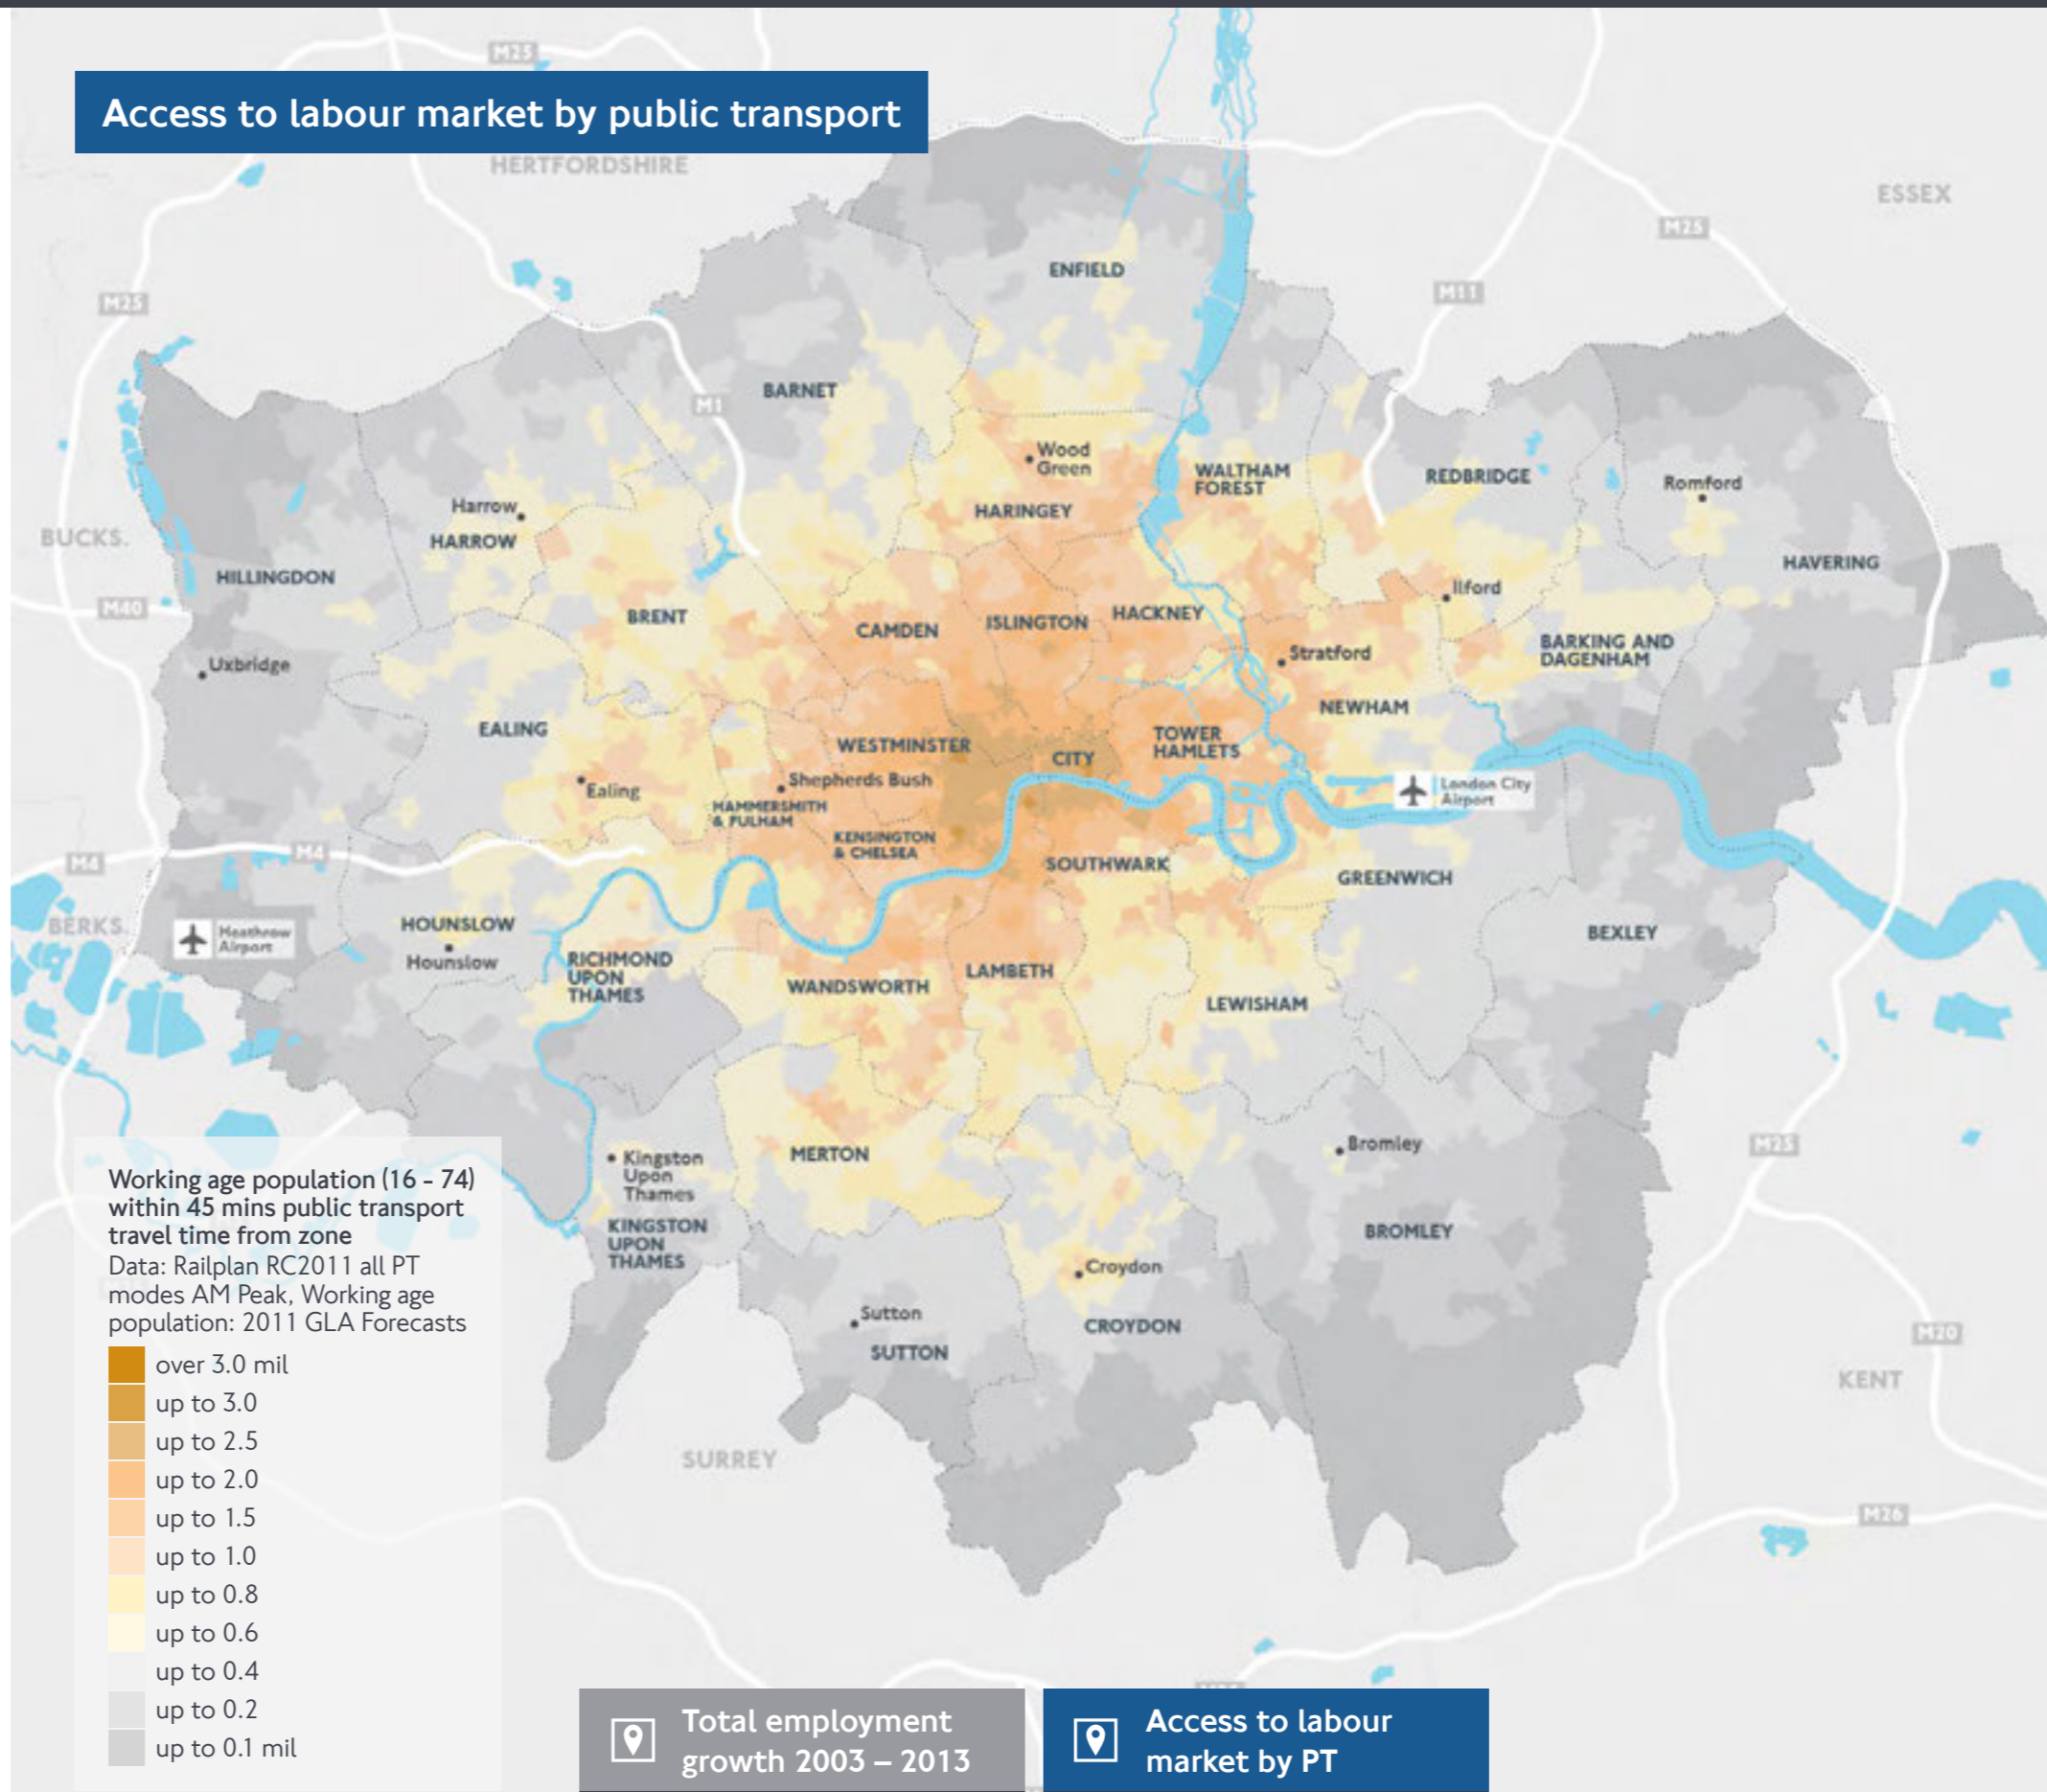 M25
Access to labour market by public transport
HERTFORDSHIRE
ESSEX
M25
ENFIELD
M25
M11
BARNET
M1
Wood
Green
WALTHAM
FOREST
REDBRIDGE
Romford
Harrow
HARINGEY
BUCKS.
HARROW
HAVERING
HILLINGDON
Ilford
M40
BRENT
CAMDEN
ISLINGTON
HACKNEY
Stratford
BARKING AND
DAGENHAM
Uxbridge
NEWHAM
EALING
WESTMINSTER
CITY
TOWER
HAMLETS
Shepherds Bush
Ealing
London City
Airport
HAMMERSMITH
& FULHAM
KENSINGTON
& CHELSEA
M4
M4
SOUTHWARK
GREENWICH
BERKS.
Heathrow
Airport
HOUNSLOW
Hounslow
BEXLEY
RICHMOND
UPON
THAMES
WANDSWORTH
LAMBETH
LEWISHAM
Bromley
M25
MERTON
Kingston
Upon
Thames
KINGSTON
UPON
THAMES
BROMLEY
Croydon
Sutton
CROYDON
SUTTON
M20
KENT
SURREY
M26
Working age population (16 - 74)
within 45 mins public transport
travel time from zone
Data: Railplan RC2011 all PT
modes AM Peak, Working age
population: 2011 GLA Forecasts
over 3.0 mil
up to 3.0
up to 2.5
up to 2.0
up to 1.5
up to 1.0
up to 0.8
up to 0.6
up to 0.4
up to 0.2
up to 0.1 mil
Total employment
growth 2003 – 2013
Access to labour
market by PT